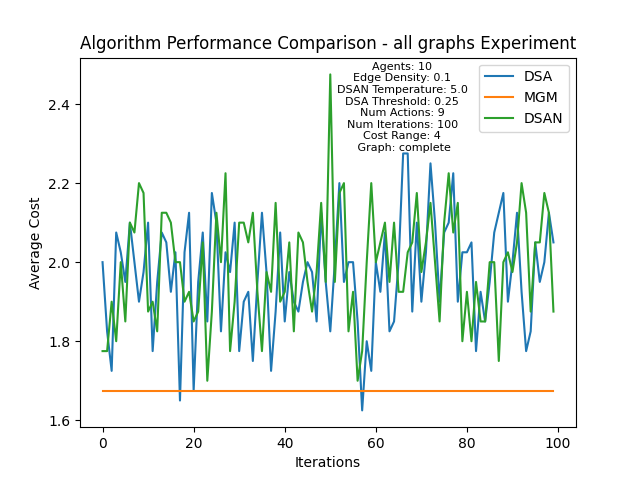 Algorithm Performance Comparison - all graphs Experiment
Agents: 10
Edge Density: 0.1
DSAN Temperature: 5.0
DSA Threshold: 0.25
Num Actions: 9
Num Iterations: 100
Cost Range: 4
Graph: complete
DSA
MGM
DSAN
Average Cost
2.4
2.2
2.0
1.8
1.6
0 20 40 60 80 100
Iterations